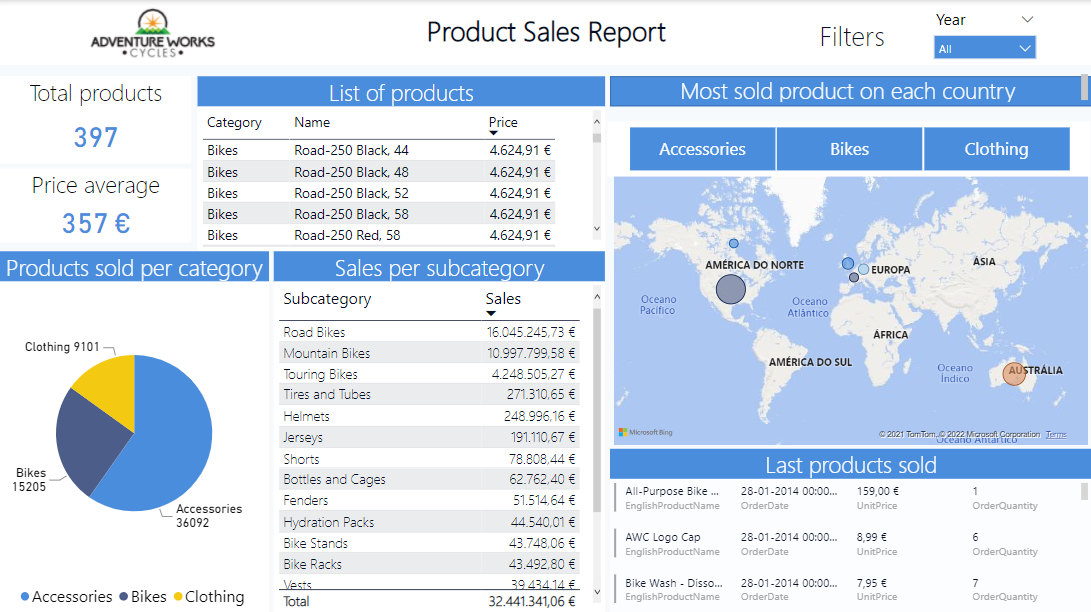 ADVENTURE WORKS
CYCLES
Product Sales Report
Filters
Year
All
Total products
397
Price average
357 €
List of products
Category Name Price
Bikes Road-250 Black, 44 4.624,91 €
Bikes Road-250 Black, 48 4.624,91 €
Bikes Road-250 Black, 52 4.624,91 €
Bikes Road-250 Black, 58 4.624,91 €
Bikes Road-250 Red, 58 4.624,91 €
Most sold product on each country
Accessories Bikes Clothing
AMÉRICA DO NORTE
EUROPA
ÁSIA
Oceano
Pacífico
Oceano
Atlântico
ÁFRICA
AMÉRICA DO SUL
Oceano
Índico
AUSTRÁLIA
Oceano Antártico
Microsoft Bing
© 2021 TomTom, © 2022 Microsoft Corporation Terms
Products sold per category
Clothing 9101
Bikes
15205
Accessories
36092
Accessories Bikes Clothing
Sales per subcategory
Subcategory Sales
Road Bikes 16.045.245,73 €
Mountain Bikes 10.997.799,58 €
Touring Bikes 4.248.505,27 €
Tires and Tubes 271.310,65 €
Helmets 248.996,16 €
Jerseys 191.110,67 €
Shorts 78.808,44 €
Bottles and Cages 62.762,40 €
Fenders 51.514,64 €
Hydration Packs 44.540,01 €
Bike Stands 43.748,06 €
Bike Racks 43.492,80 €
Vests 39.434,14 €
Total 32.441.341,06 €
Last products sold
All-Purpose Bike ... 28-01-2014 00:00... 159,00 € 1
EnglishProductName OrderDate UnitPrice OrderQuantity
AWC Logo Cap 28-01-2014 00:00... 8,99 € 6
EnglishProductName OrderDate UnitPrice OrderQuantity
Bike Wash - Disso... 28-01-2014 00:00... 7,95 € 7
EnglishProductName OrderDate UnitPrice OrderQuantity